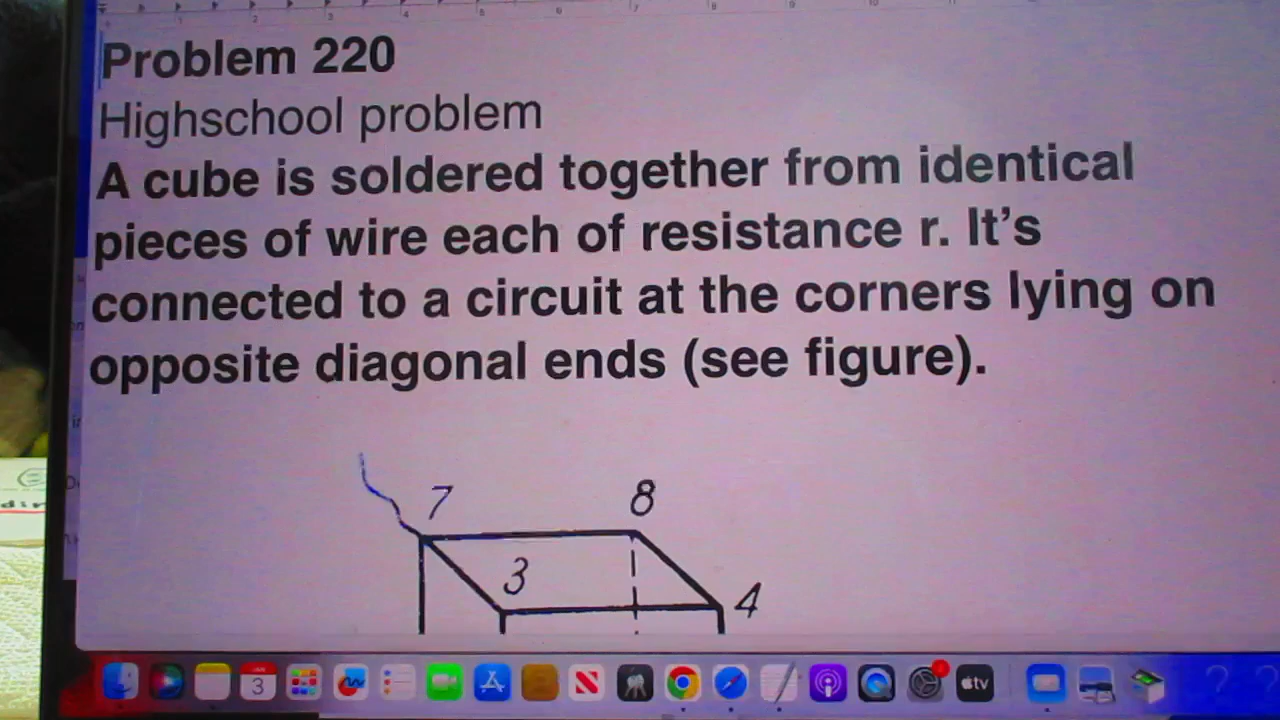 Problem 220
Highschool problem
A cube is soldered together from identical
pieces of wire each of resistance r. It's
connected to a circuit at the corners lying on
opposite diagonal ends (see figure).
7
8
3
4